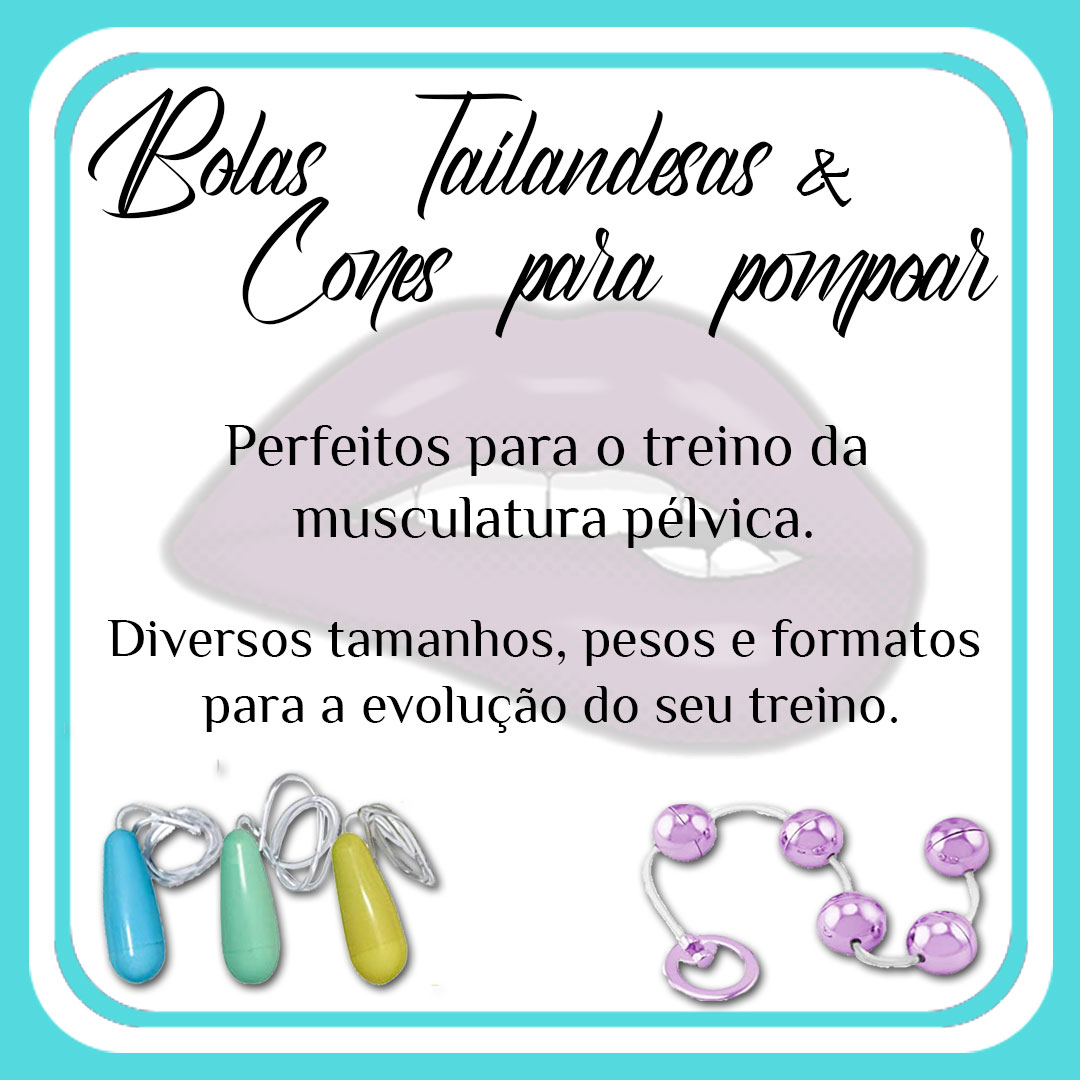 Bolas Tailandesas &
Cones para pompoar
Perfeitos para o treino da
musculatura pélvica.
Diversos tamanhos, pesos e formatos
para a evolução do seu treino.